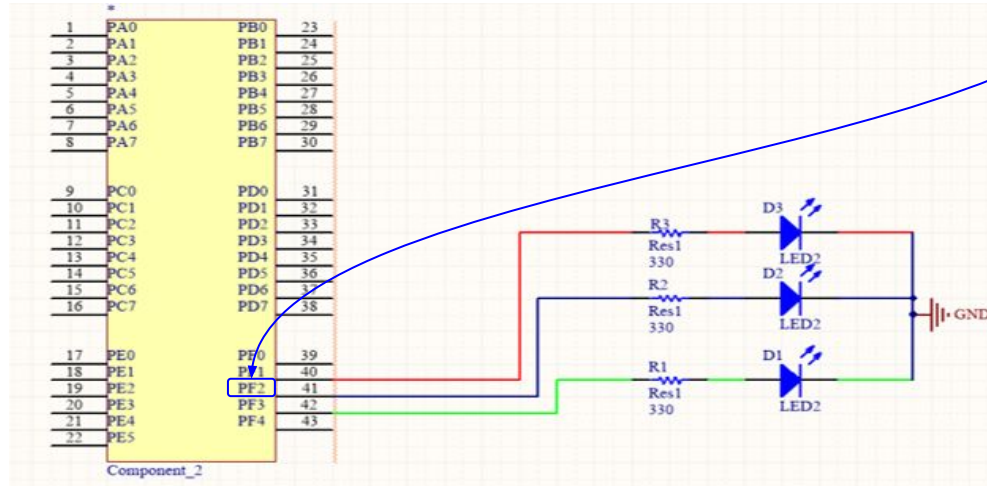 *
1 PA0 PB0 23
2 PA1 PB1 24
3 PA2 PB2 25
4 PA3 PB3 26
5 PA4 PB4 27
6 PA5 PB5 28
7 PA6 PB6 29
8 PA7 PB7 30
9 PC0 PD0 31
10 PC1 PD1 32
11 PC2 PD2 33
12 PC3 PD3 34
13 PC4 PD4 35
14 PC5 PD5 36
15 PC6 PD6 37
16 PC7 PD7 38
17 PE0 PF0 39
18 PE1 PF1 40
19 PE2 PF2 41
20 PE3 PF3 42
21 PE4 PF4 43
22 PE5
Component_2
R3
Res1
330
D3
LED2
R2
Res1
330
D2
LED2
R1
Res1
330
D1
LED2
GND